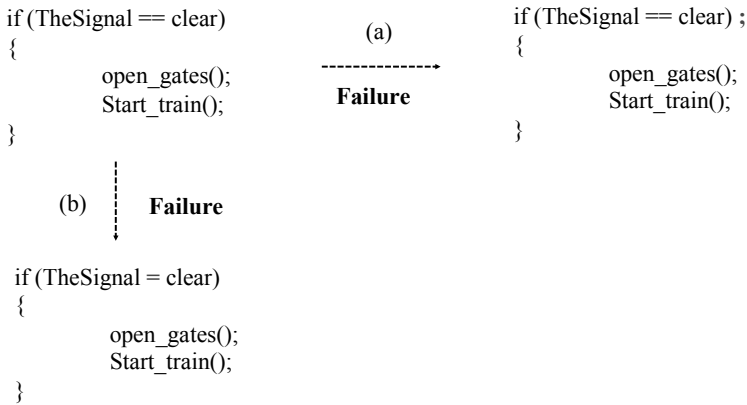 if (TheSignal == clear)
{
open_gates();
Start_train();
}
(a)
Failure
if (TheSignal == clear) ;
{
open_gates();
Start_train();
}
(b)
Failure
if (TheSignal = clear)
{
open_gates();
Start_train();
}